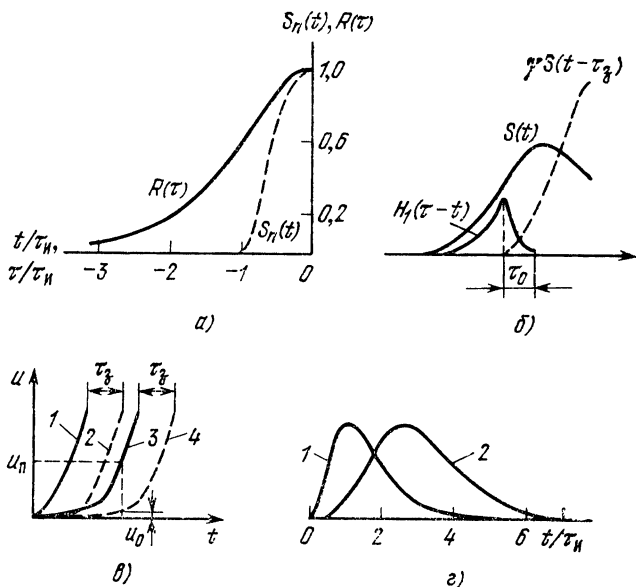 Sп(t), R(τ)
1,0
0,6
0,2
R(τ)
Sп(t)
t/τи,
τ/τи
-3
-2
-1
0
а)
γS(t-τз)
S(t)
H₁(τ-t)
τ₀
б)
u
τз
τз
1
2
3
4
uп
u₀
t
в)
1
2
0
2
4
6
t/τи
г)